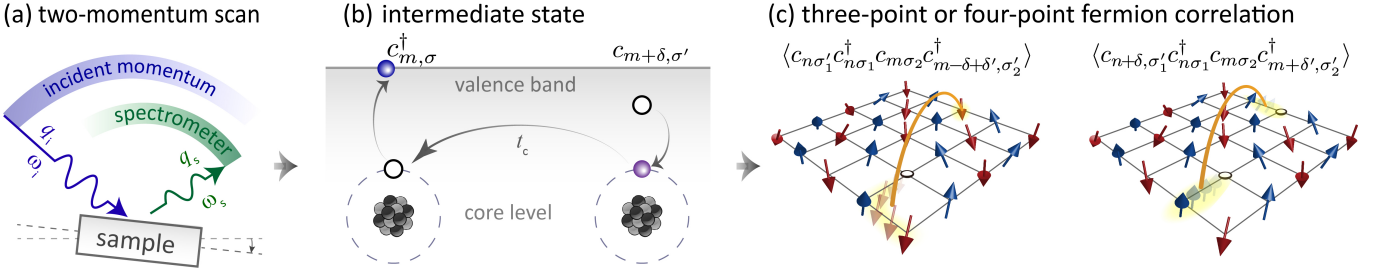 (a) two-momentum scan
incident momentum
spectrometer
q_i
ω_i
q_s
ω_s
sample
(b) intermediate state
c^†_{m,σ}
c_{m+δ,σ′}
valence band
t_c
core level
(c) three-point or four-point fermion correlation
⟨c_{nσ′_1} c^†_{nσ_1} c_{mσ_2} c^†_{m−δ+δ′,σ′_2}⟩
⟨c_{n+δ,σ′_1} c^†_{nσ_1} c_{mσ_2} c^†_{m+δ′,σ′_2}⟩